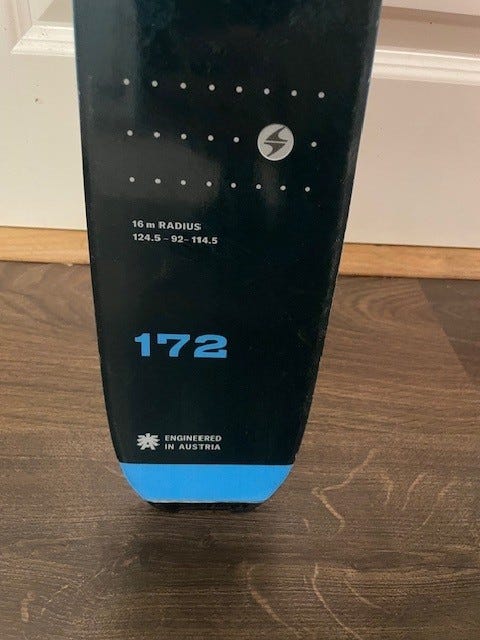 16 m RADIUS
124.5 - 92 - 114.5
172
ENGINEERED
IN AUSTRIA